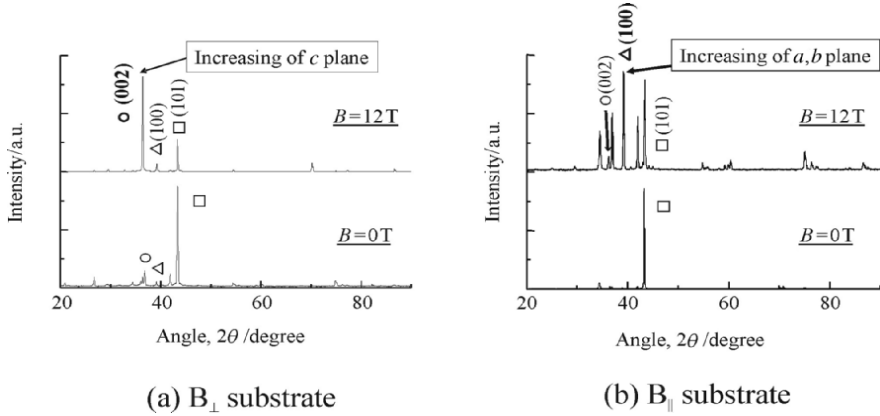 Increasing of c plane
○ (002)
△(100)
□ (101)
B=12T
□
B=0T
○
△
Intensity/a.u.
20 40 60 80
Angle, 2θ /degree
(a) B⊥ substrate
△ (100)
Increasing of a,b plane
○(002)
□ (101)
B=12T
□
B=0T
Intensity/a.u.
20 40 60 80
Angle, 2θ /degree
(b) B∥ substrate